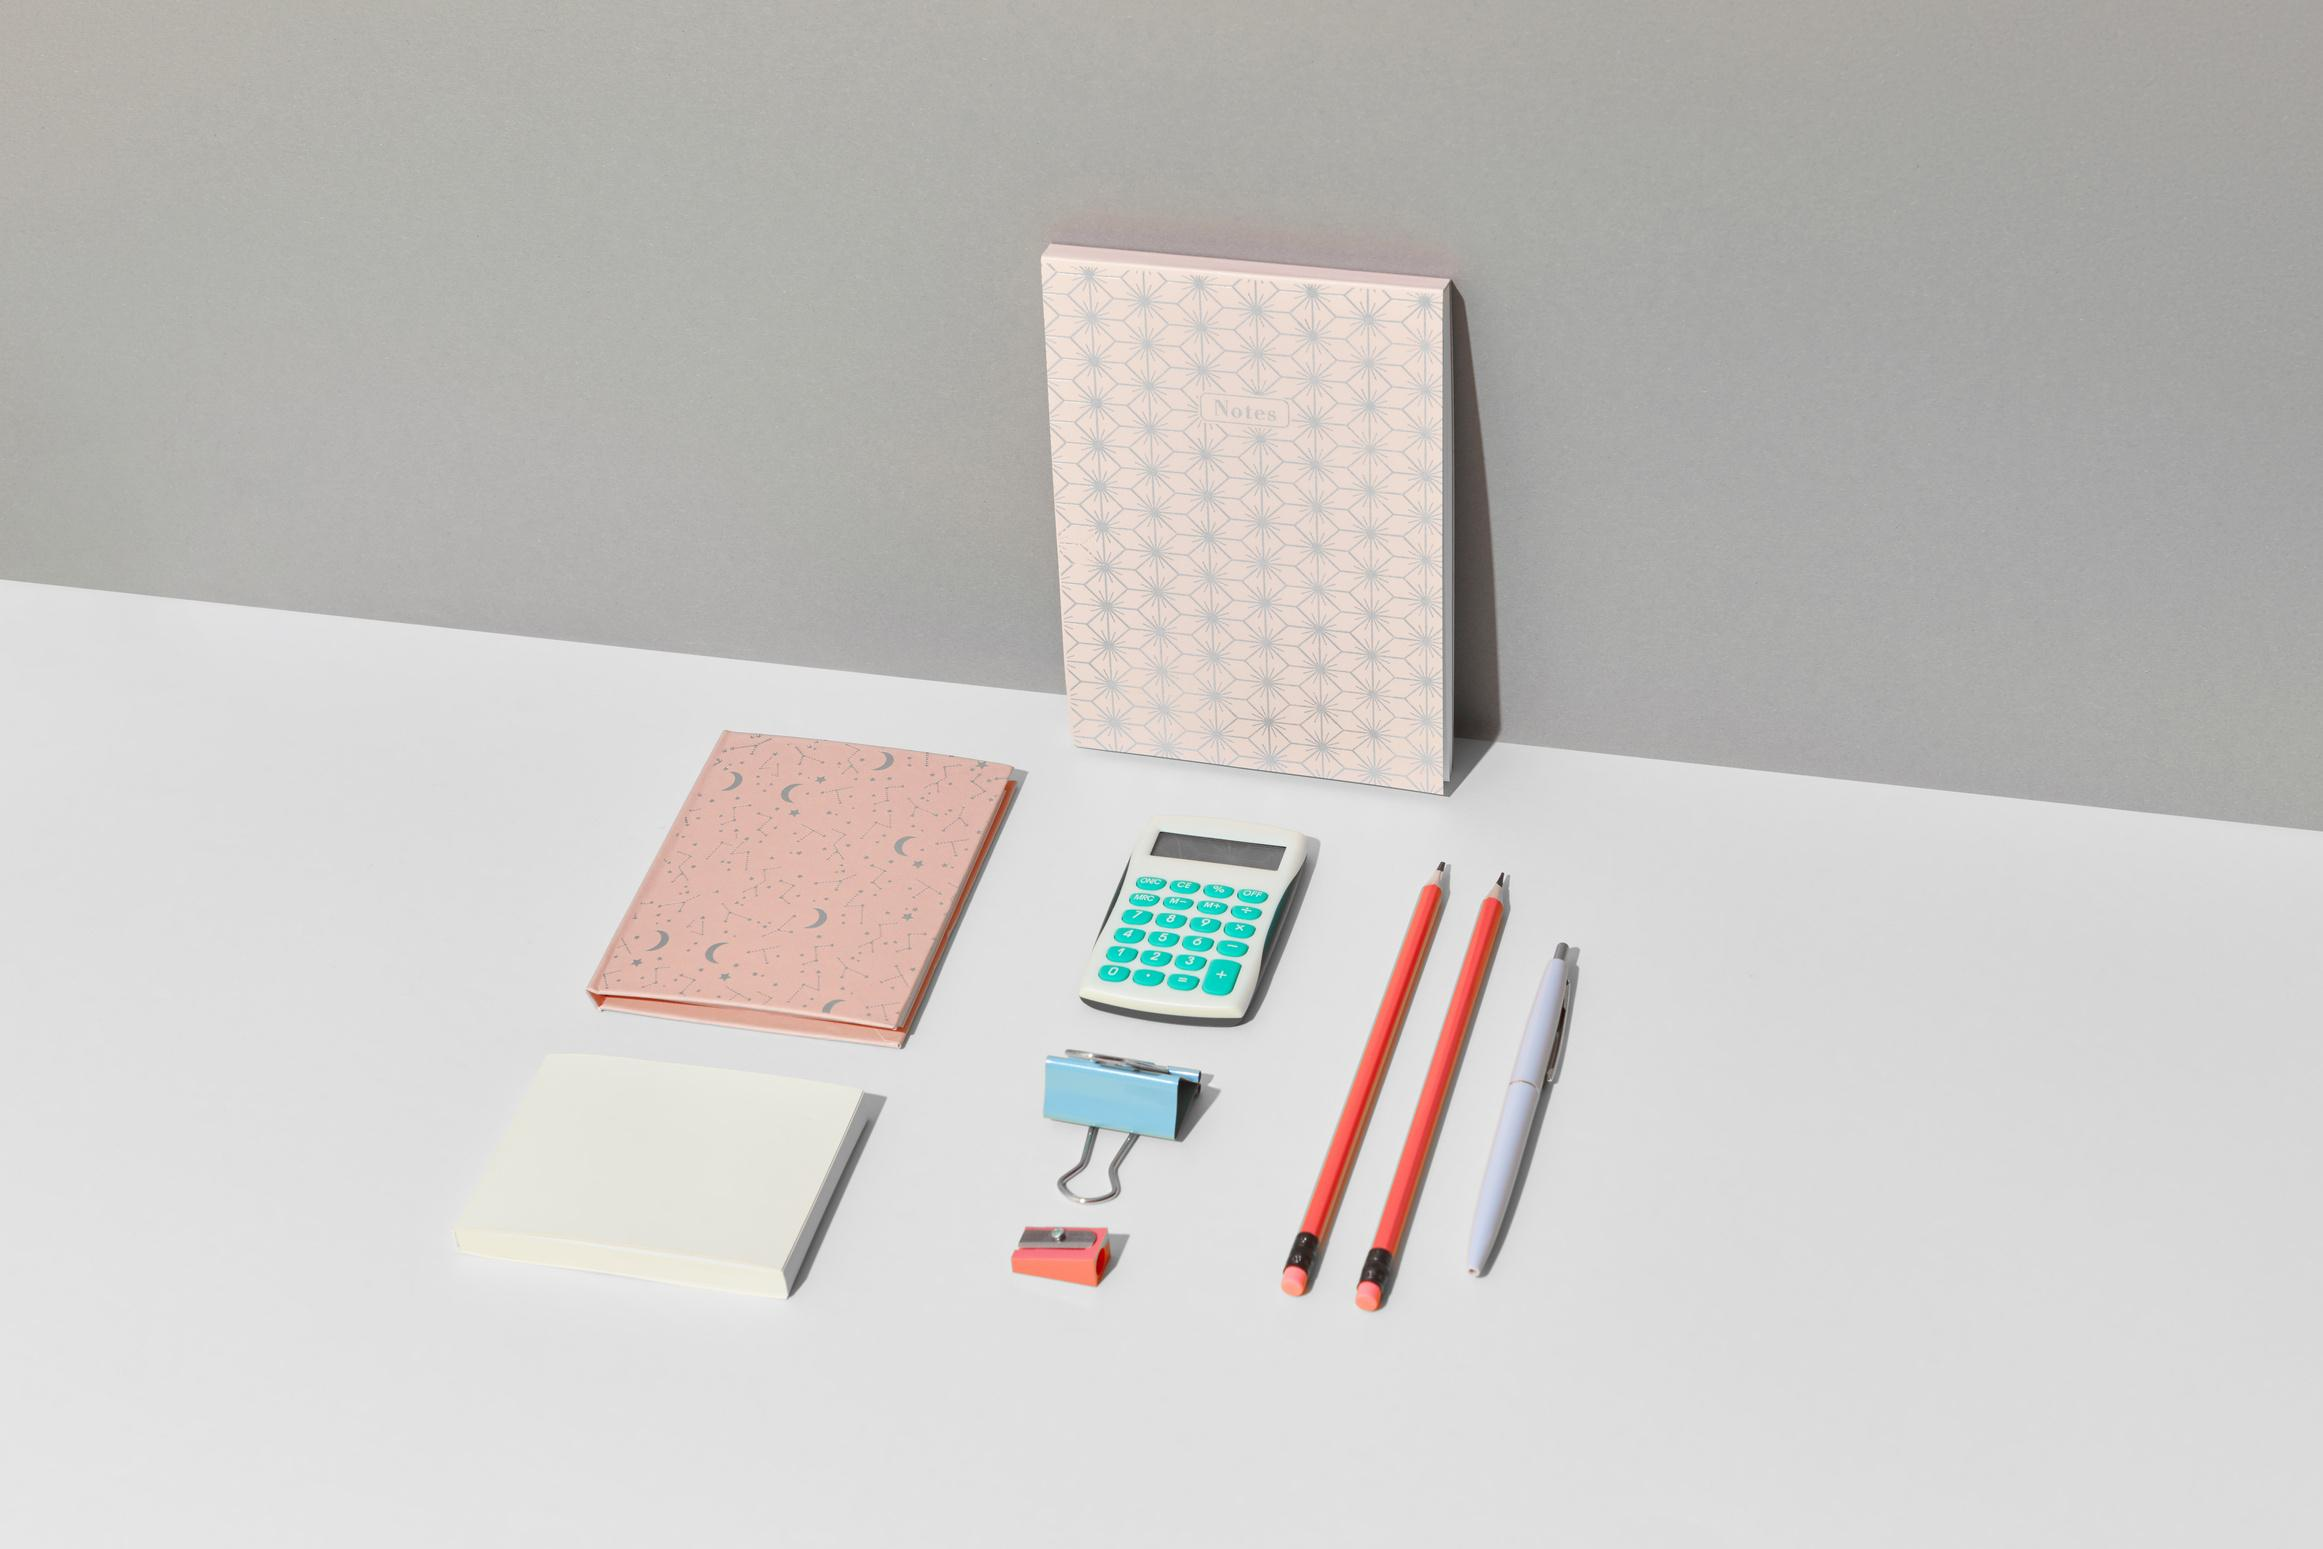 Notes
ON/C CE % OFF
MRC M− M+ ÷
7 8 9 ×
4 5 6 −
1 2 3
0 · = +